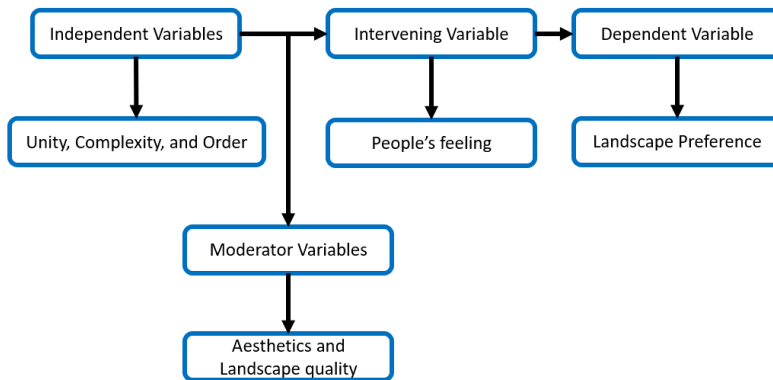 Independent Variables
Intervening Variable
Dependent Variable
Unity, Complexity, and Order
People’s feeling
Landscape Preference
Moderator Variables
Aesthetics and
Landscape quality